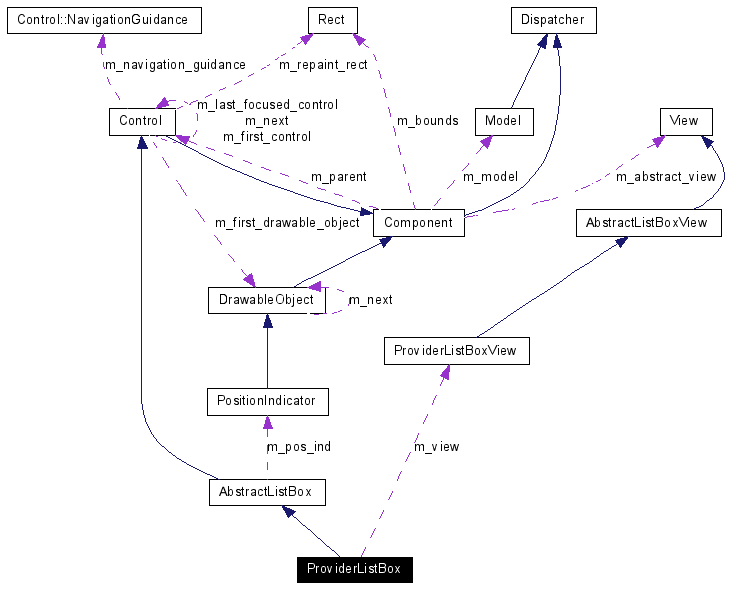 Control::NavigationGuidance
Rect
Dispatcher
m_navigation_guidance
m_repaint_rect
m_last_focused_control
m_next
m_first_control
Control
m_bounds
Model
View
m_parent
m_model
m_abstract_view
m_first_drawable_object
Component
AbstractListBoxView
DrawableObject
m_next
ProviderListBoxView
PositionIndicator
m_pos_ind
m_view
AbstractListBox
ProviderListBox